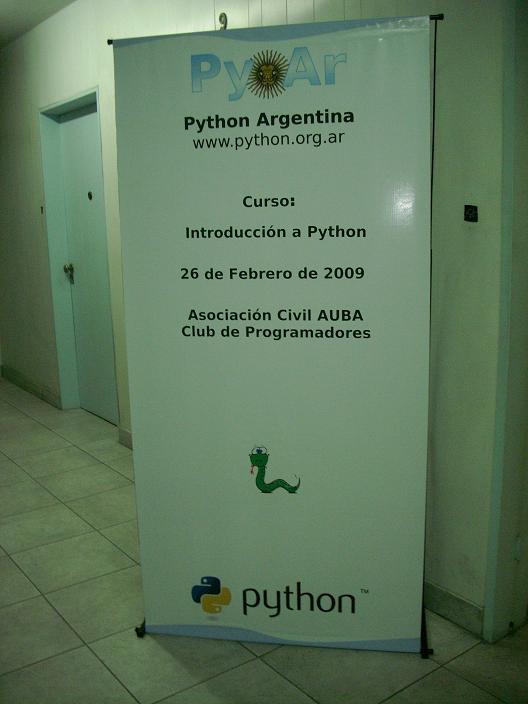 9
PyAr
Python Argentina
www.python.org.ar
Curso:
Introducción a Python
26 de Febrero de 2009
Asociación Civil AUBA
Club de Programadores
python™